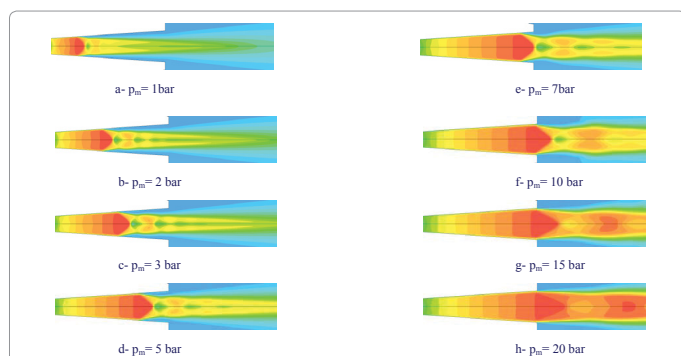 a- pm= 1bar
b- pm= 2 bar
c- pm= 3 bar
d- pm= 5 bar
e- pm= 7bar
f- pm= 10 bar
g- pm= 15 bar
h- pm= 20 bar